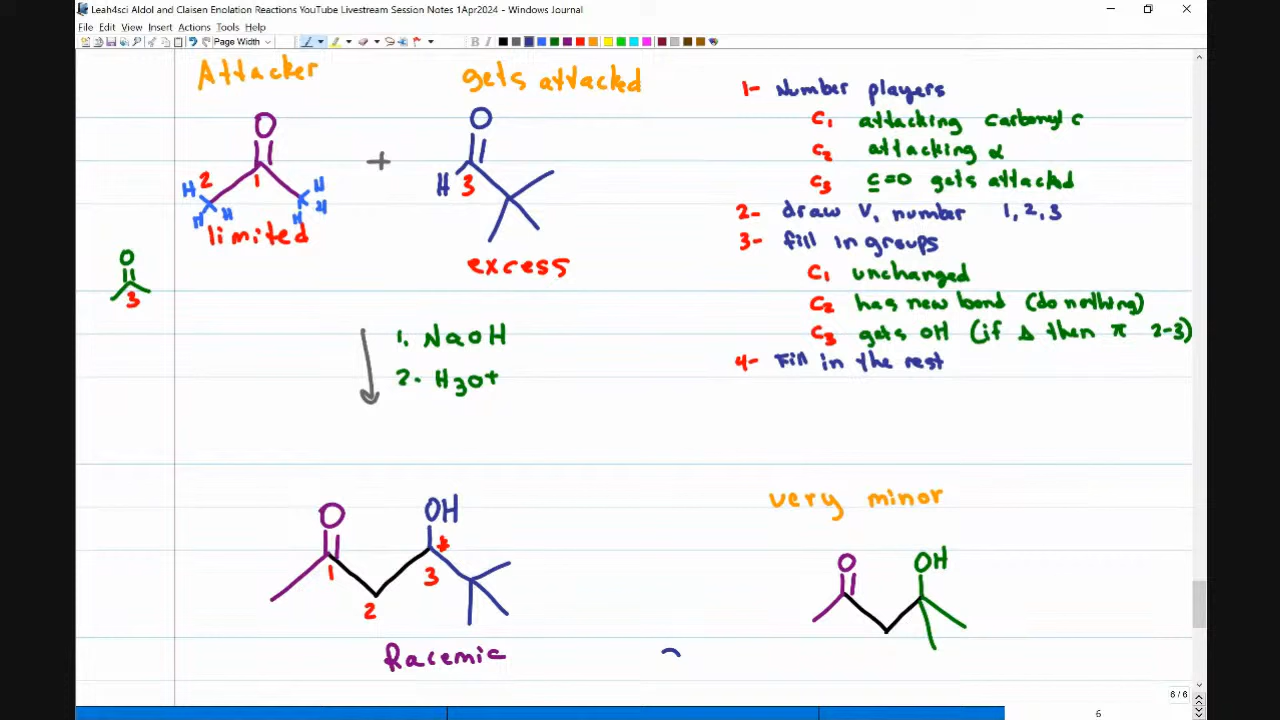 Leah4sci Aldol and Claisen Enolation Reactions YouTube Livestream Session Notes 1Apr2024 - Windows Journal
File Edit View Insert Actions Tools Help
Page Width
B I
Attacker
gets attacked
O
H 2 1 H
H H H H
limited
+
O
H 3
excess
O
3
1. NaOH
2. H3O+
1- Number players
C1 attacking carbonyl c
C2 attacking α
C3 C=O gets attacked
2- draw V, number 1, 2, 3
3- fill in groups
C1 uncharged
C2 has new bond (do nothing)
C3 gets OH (if Δ then π 2-3)
4- Fill in the rest
O OH
1 2 3 *
Racemic
very minor
O OH
6 / 6
6